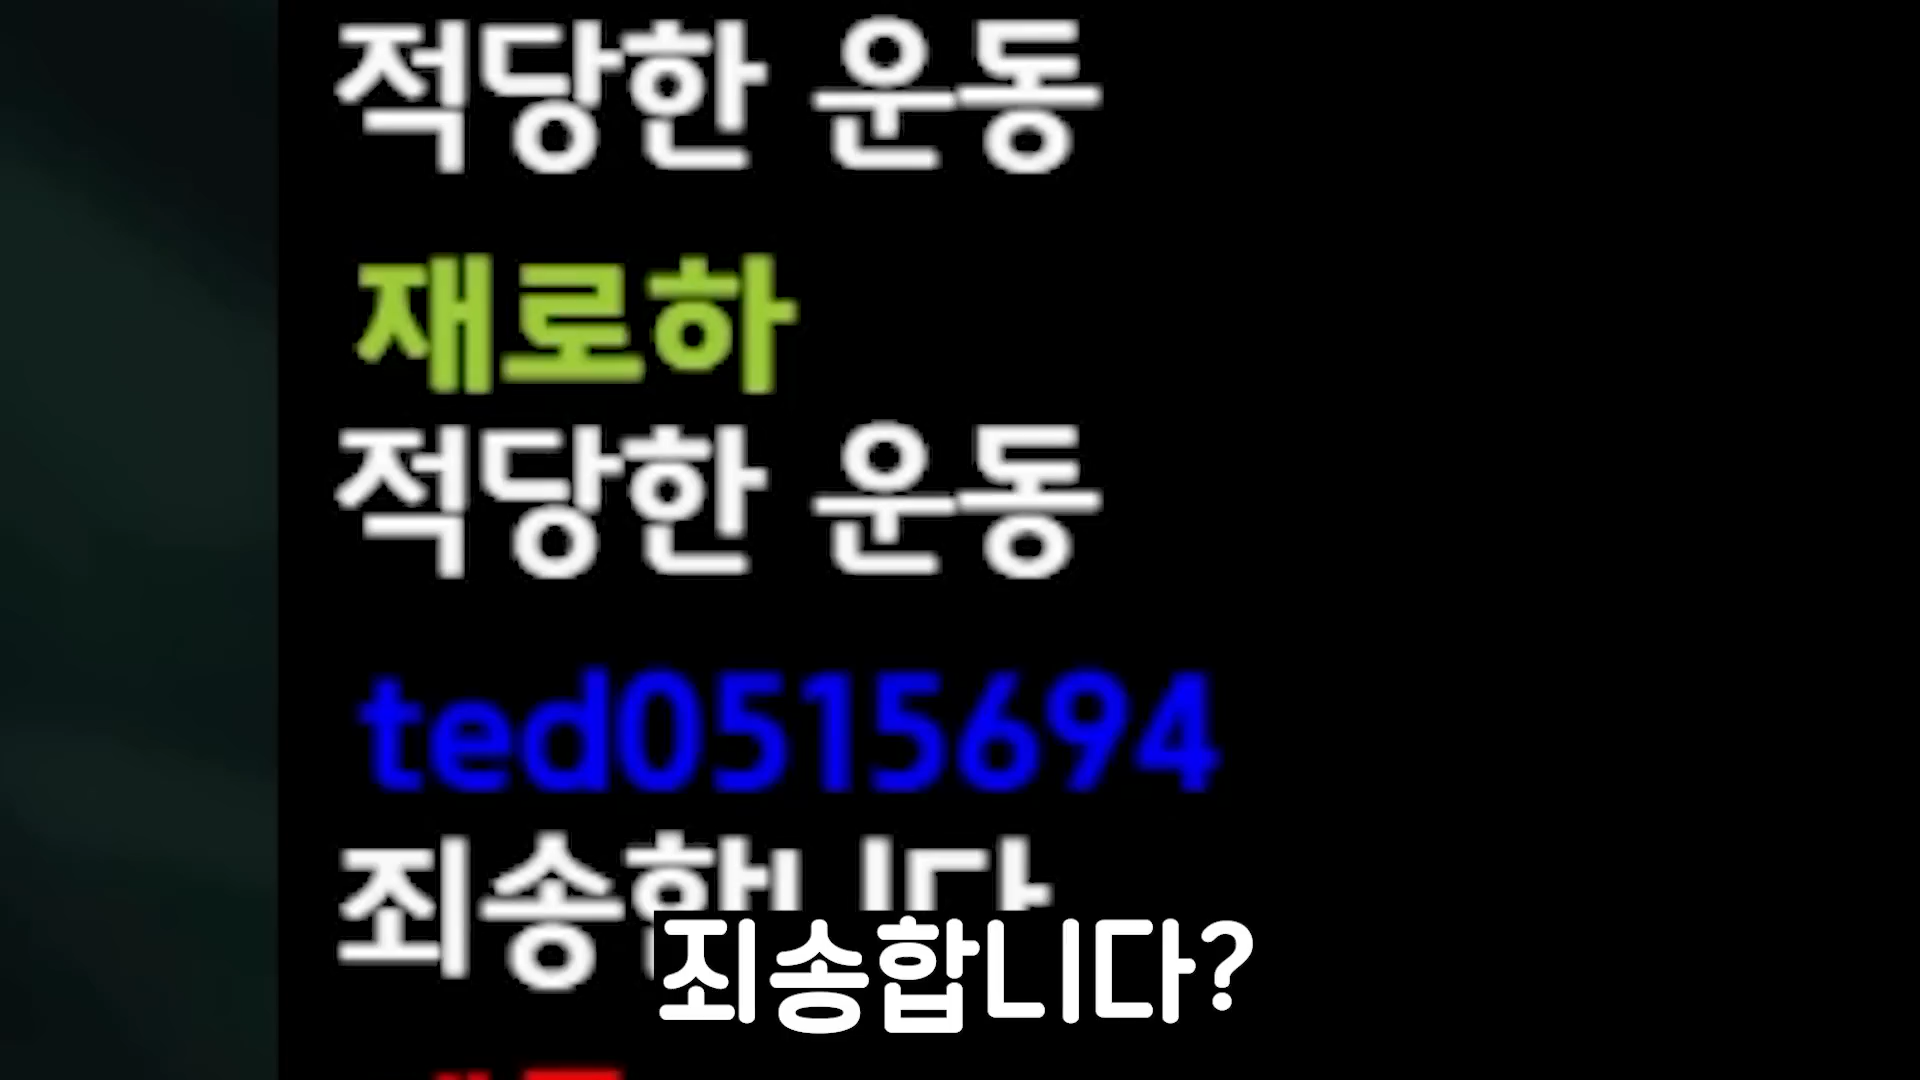 적당한 운동
재로하
적당한 운동
ted0515694
죄송합니다
죄송합니다?